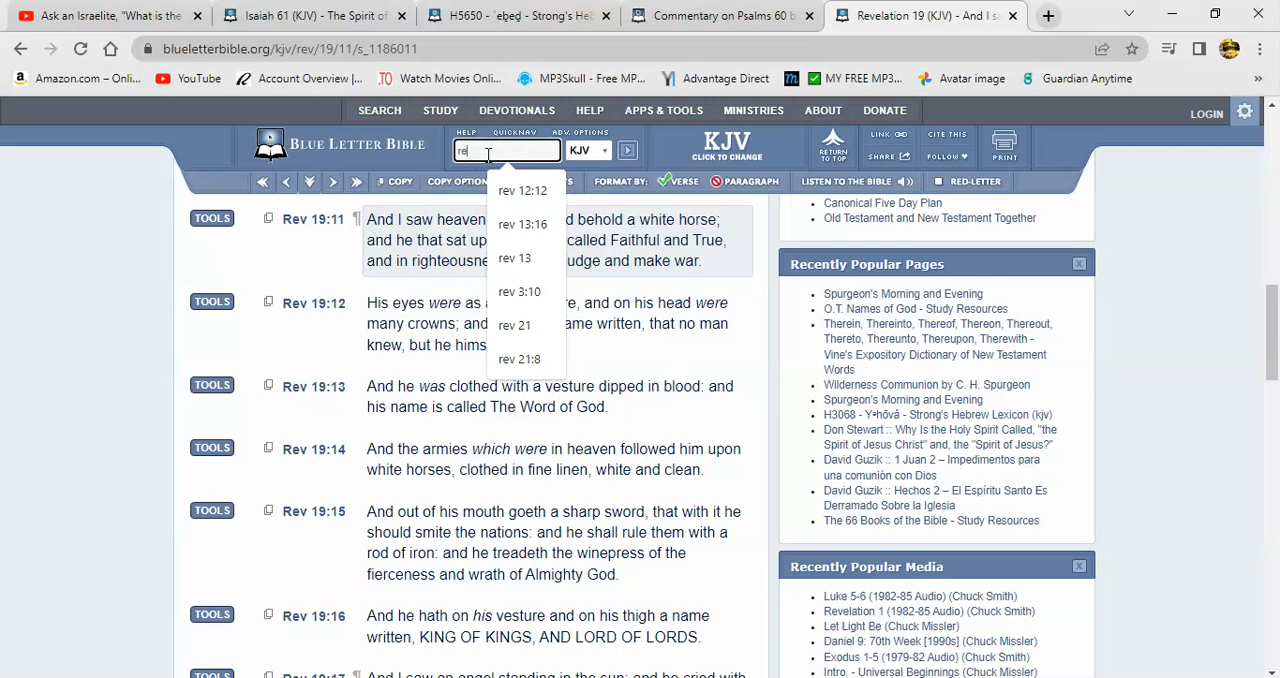 Ask an Israelite, "What is the
Isaiah 61 (KJV) - The Spirit of
H5650 - ʿeḇeḏ - Strong's He
Commentary on Psalms 60 b
Revelation 19 (KJV) - And I sa
blueletterbible.org/kjv/rev/19/11/s_1186011
Amazon.com – Onli...
YouTube
Account Overview |...
Watch Movies Onl...
MP3Skull - Free MP...
Advantage Direct
MY FREE MP3...
Avatar image
Guardian Anytime
»
SEARCH STUDY DEVOTIONALS HELP APPS & TOOLS MINISTRIES ABOUT DONATE
LOGIN
BLUE LETTER BIBLE
HELP QUICKNAV ADV. OPTIONS
re
KJV
KJV
CLICK TO CHANGE
RETURN
TO TOP
LINK
SHARE
CITE THIS
FOLLOW
PRINT
COPY
COPY OPTION
FORMAT BY:
VERSE
PARAGRAPH
LISTEN TO THE BIBLE
RED-LETTER
rev 12:12
rev 13:16
rev 13
rev 3:10
rev 21
rev 21:8
TOOLS
Rev 19:11
¶
And I saw heaven d behold a white horse;
and he that sat up called Faithful and True,
and in righteousne udge and make war.
TOOLS
Rev 19:12
His eyes were as a re, and on his head were
many crowns; and ame written, that no man
knew, but he hims
TOOLS
Rev 19:13
And he was clothed with a vesture dipped in blood: and
his name is called The Word of God.
TOOLS
Rev 19:14
And the armies which were in heaven followed him upon
white horses, clothed in fine linen, white and clean.
TOOLS
Rev 19:15
And out of his mouth goeth a sharp sword, that with it he
should smite the nations: and he shall rule them with a
rod of iron: and he treadeth the winepress of the
fierceness and wrath of Almighty God.
TOOLS
Rev 19:16
And he hath on his vesture and on his thigh a name
written, KING OF KINGS, AND LORD OF LORDS.
TOOLS
Rev 19:17
¶
And I saw an angel standing in the sun; and he cried with
Canonical Five Day Plan
Old Testament and New Testament Together
Recently Popular Pages
Spurgeon's Morning and Evening
O.T. Names of God - Study Resources
Therein, Thereinto, Thereof, Thereon, Thereout,
Thereto, Thereunto, Thereupon, Therewith -
Vine's Expository Dictionary of New Testament
Words
Wilderness Communion by C. H. Spurgeon
Spurgeon's Morning and Evening
H3068 - Yᵊhōvâ - Strong's Hebrew Lexicon (kjv)
Don Stewart :: Why Is the Holy Spirit Called, "the
Spirit of Jesus Christ" and, the "Spirit of Jesus?"
David Guzik :: 1 Juan 2 – Impedimentos para
una comunión con Dios
David Guzik :: Hechos 2 – El Espíritu Santo Es
Derramado Sobre la Iglesia
The 66 Books of the Bible - Study Resources
Recently Popular Media
Luke 5-6 (1982-85 Audio) (Chuck Smith)
Revelation 1 (1982-85 Audio) (Chuck Smith)
Let Light Be (Chuck Missler)
Daniel 9: 70th Week [1990s] (Chuck Missler)
Exodus 1-5 (1979-82 Audio) (Chuck Smith)
Intro. - Universal Beginnings (Chuck Missler)